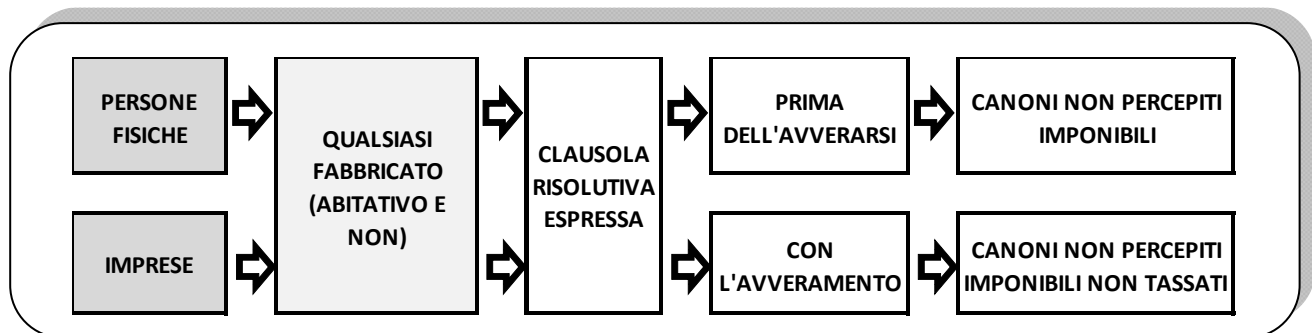 PERSONE
FISICHE
QUALSIASI
FABBRICATO
(ABITATIVO E
NON)
CLAUSOLA
RISOLUTIVA
ESPRESSA
PRIMA
DELL'AVVERARSI
CANONI NON PERCEPITI
IMPONIBILI
IMPRESE
CON
L'AVVERAMENTO
CANONI NON PERCEPITI
IMPONIBILI NON TASSATI